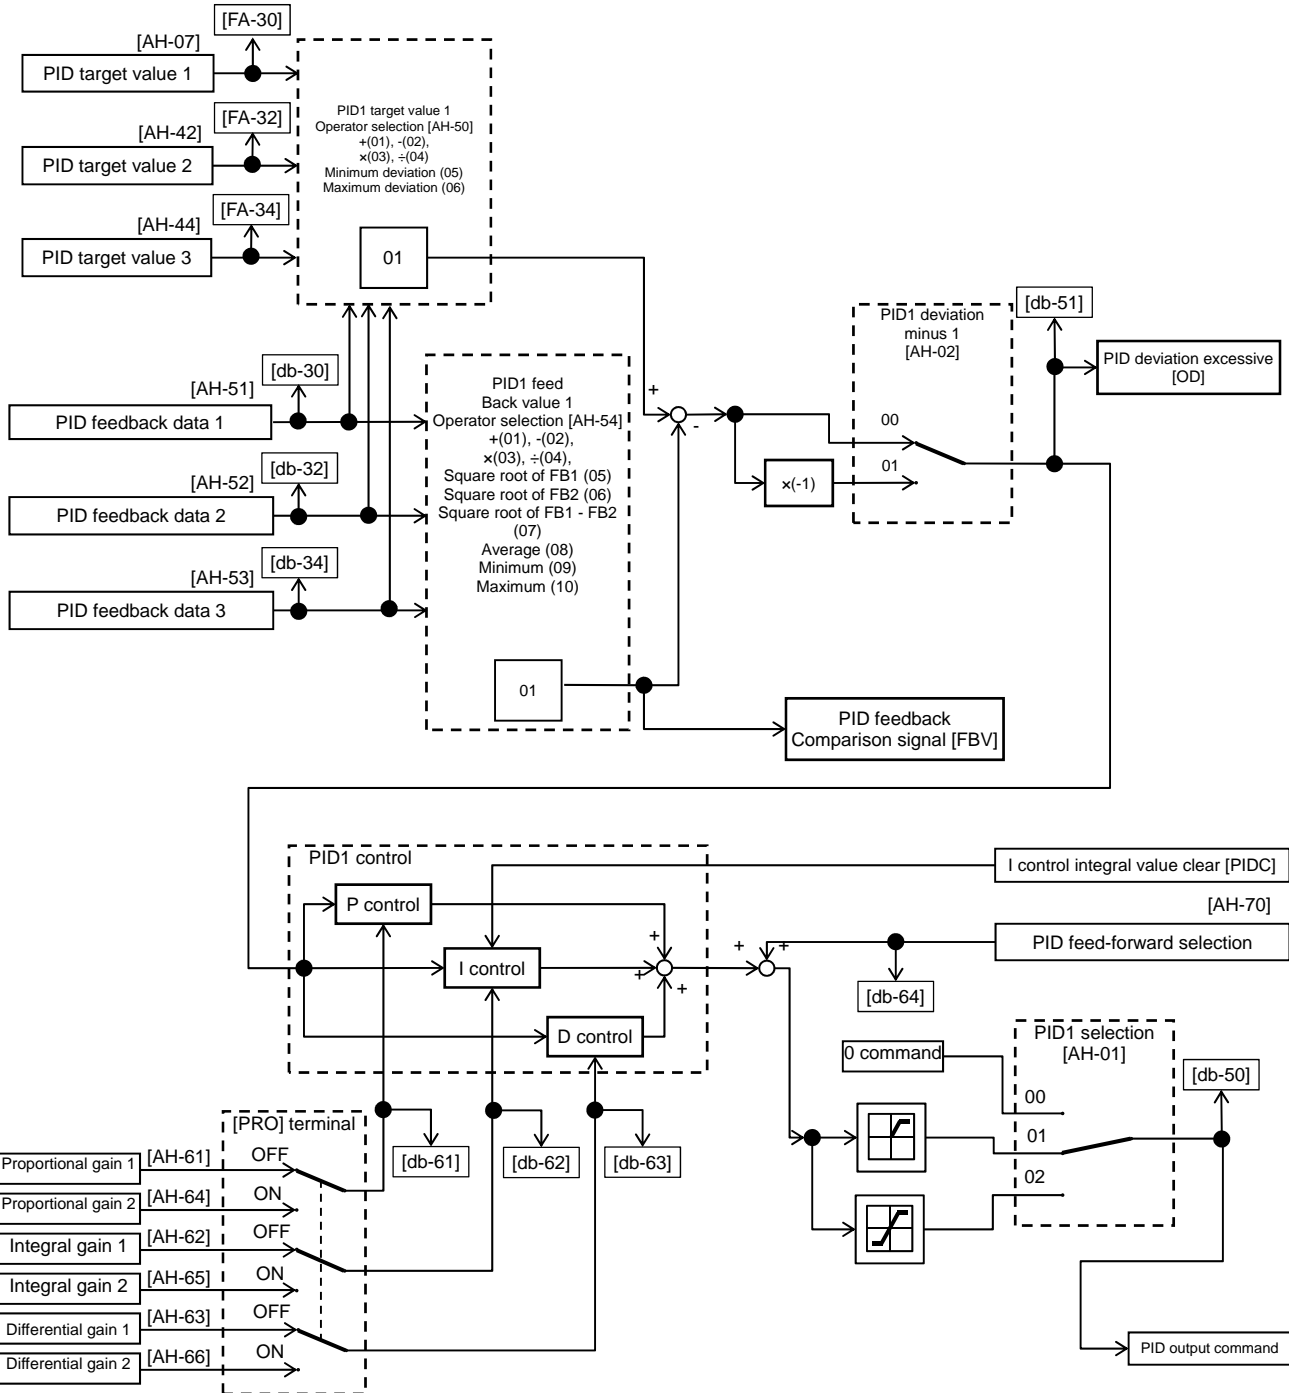 [FA-30]
[AH-07]
PID target value 1
[FA-32]
[AH-42]
PID target value 2
[FA-34]
[AH-44]
PID target value 3
PID1 target value 1
Operator selection [AH-50]
+(01), -(02),
×(03), ÷(04)
Minimum deviation (05)
Maximum deviation (06)
01
[db-30]
[AH-51]
PID feedback data 1
[db-32]
[AH-52]
PID feedback data 2
[db-34]
[AH-53]
PID feedback data 3
PID1 feed
Back value 1
Operator selection [AH-54]
+(01), -(02),
×(03), ÷(04),
Square root of FB1 (05)
Square root of FB2 (06)
Square root of FB1 - FB2
(07)
Average (08)
Minimum (09)
Maximum (10)
01
+
-
×(-1)
PID1 deviation
minus 1
[AH-02]
00
01
[db-51]
PID deviation excessive
[OD]
PID feedback
Comparison signal [FBV]
PID1 control
P control
I control
D control
+
+
+
+
+
I control integral value clear [PIDC]
[AH-70]
PID feed-forward selection
[db-64]
0 command
PID1 selection
[AH-01]
00
01
02
[db-50]
PID output command
[PRO] terminal
[db-61]
[db-62]
[db-63]
Proportional gain 1
[AH-61]
OFF
Proportional gain 2
[AH-64]
ON
Integral gain 1
[AH-62]
OFF
Integral gain 2
[AH-65]
ON
Differential gain 1
[AH-63]
OFF
Differential gain 2
[AH-66]
ON